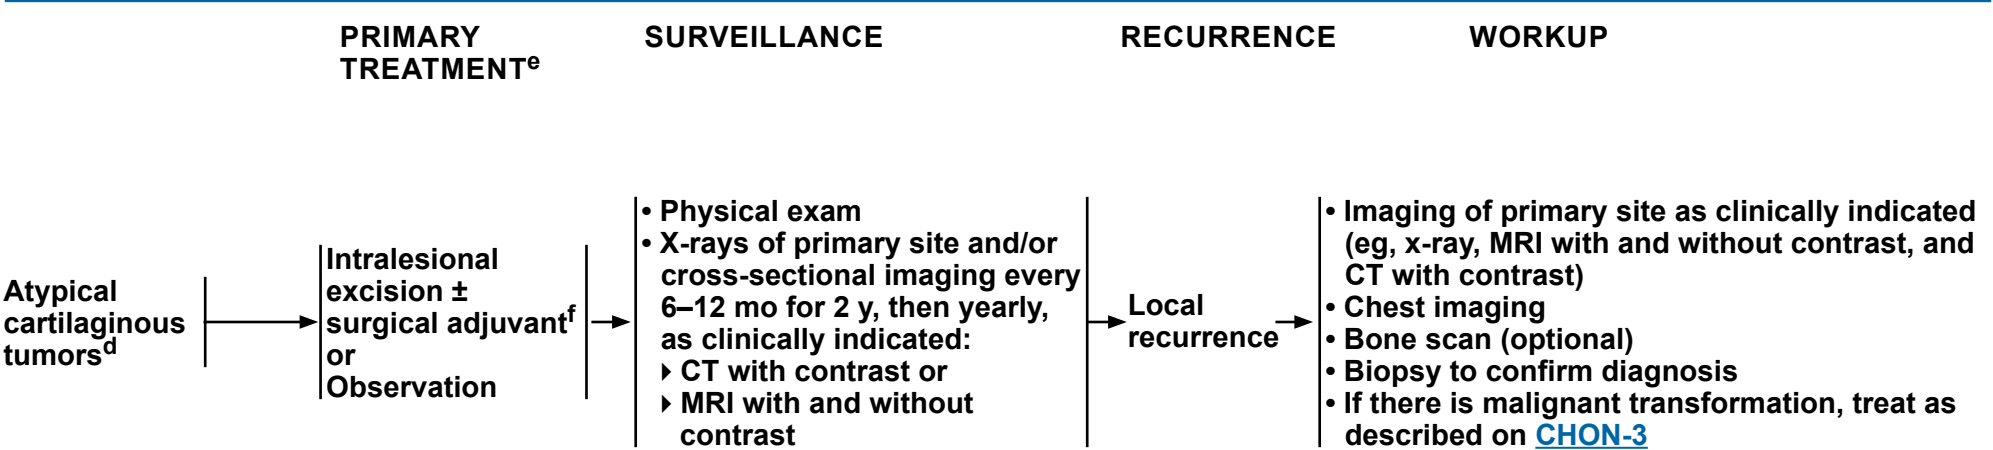 PRIMARY
TREATMENTᵉ
SURVEILLANCE
RECURRENCE
WORKUP
Atypical
cartilaginous
tumorsᵈ
Intralesional
excision ±
surgical adjuvantᶠ
or
Observation
• Physical exam
• X-rays of primary site and/or
cross-sectional imaging every
6–12 mo for 2 y, then yearly,
as clinically indicated:
▸ CT with contrast or
▸ MRI with and without
contrast
Local
recurrence
• Imaging of primary site as clinically indicated
(eg, x-ray, MRI with and without contrast, and
CT with contrast)
• Chest imaging
• Bone scan (optional)
• Biopsy to confirm diagnosis
• If there is malignant transformation, treat as
described on CHON-3